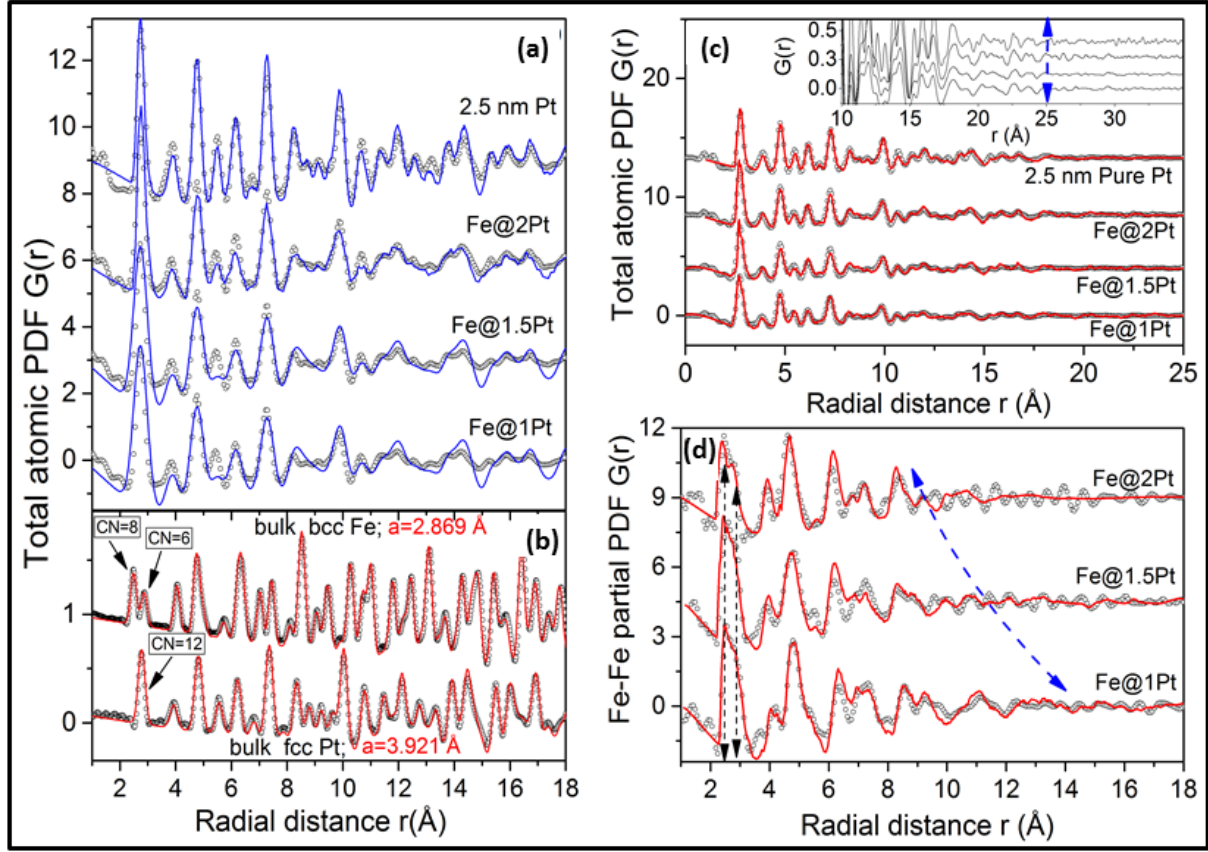 (a)
Total atomic PDF G(r)
12
10
8
6
4
2
0
2.5 nm Pt
Fe@2Pt
Fe@1.5Pt
Fe@1Pt
(b)
bulk bcc Fe; a=2.869 Å
CN=8
CN=6
1
CN=12
0
bulk fcc Pt; a=3.921 Å
2 4 6 8 10 12 14 16 18
Radial distance r(Å)
(c)
Total atomic PDF G(r)
20
10
0
G(r)
0.5
0.3
0.0
10 15 20 25 30
r (Å)
2.5 nm Pure Pt
Fe@2Pt
Fe@1.5Pt
Fe@1Pt
0 5 10 15 20 25
Radial distance r (Å)
(d)
Fe-Fe partial PDF G(r)
12
9
6
3
0
Fe@2Pt
Fe@1.5Pt
Fe@1Pt
2 4 6 8 10 12 14 16 18
Radial distance r (Å)